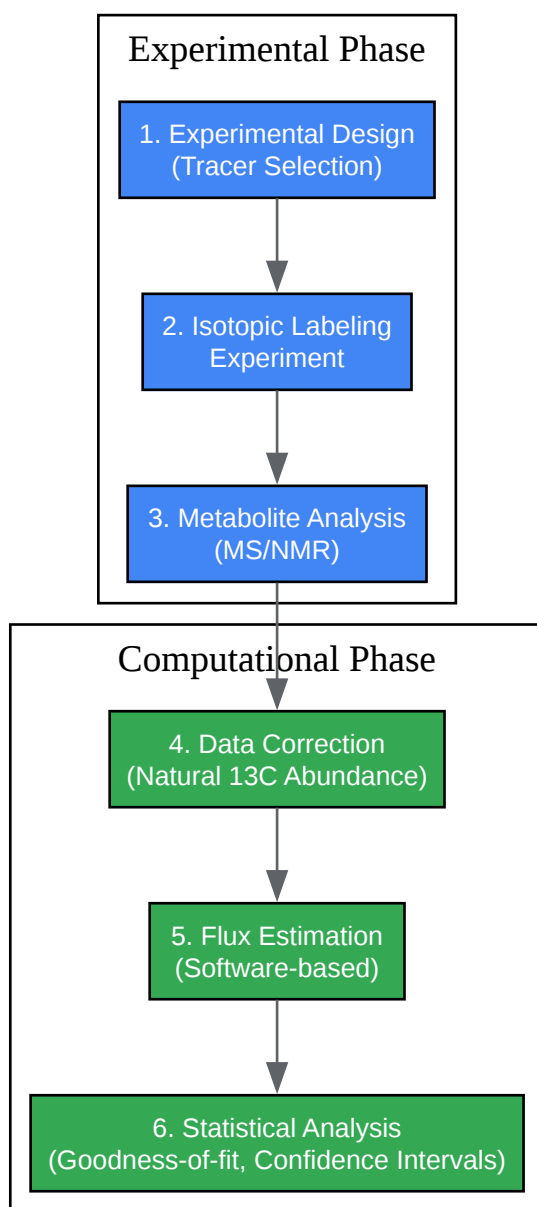 Experimental Phase
1. Experimental Design
(Tracer Selection)
2. Isotopic Labeling
Experiment
3. Metabolite Analysis
(MS/NMR)
Computational Phase
4. Data Correction
(Natural 13C Abundance)
5. Flux Estimation
(Software-based)
6. Statistical Analysis
(Goodness-of-fit, Confidence Intervals)